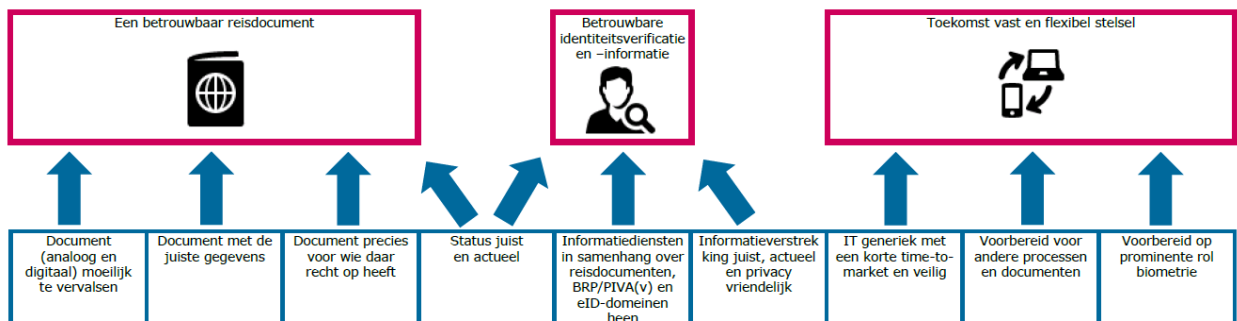 Een betrouwbaar reisdocument
Betrouwbare
identiteitsverificatie
en –informatie
Toekomst vast en flexibel stelsel
Document
(analoog en
digitaal) moeilijk
te vervalsen
Document met de
juiste gegevens
Document precies
voor wie daar
recht op heeft
Status juist
en actueel
Informatiediensten
in samenhang over
reisdocumenten,
BRP/PIVA(v) en
eID-domeinen
heen
Informatieverstrek
king juist, actueel
en privacy
vriendelijk
IT generiek met
een korte time-to-
market en veilig
Voorbereid voor
andere processen
en documenten
Voorbereid op
prominente rol
biometrie